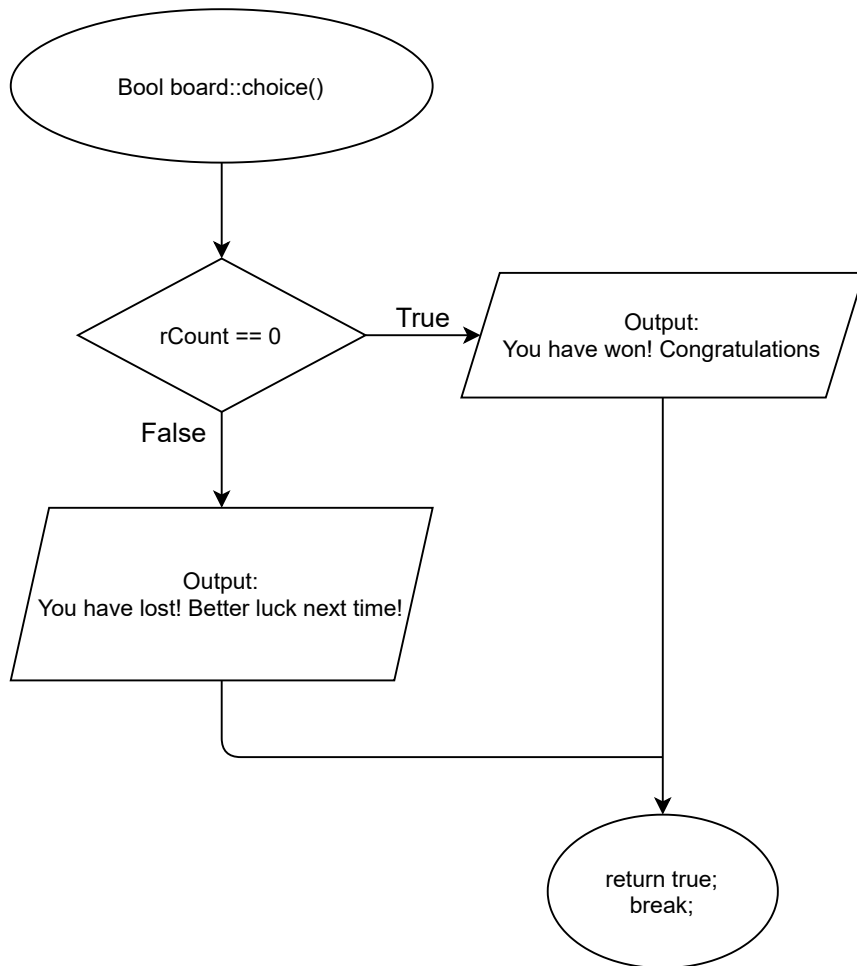 Bool board::choice()
rCount == 0
True
Output:
You have won! Congratulations
False
Output:
You have lost! Better luck next time!
return true;
break;